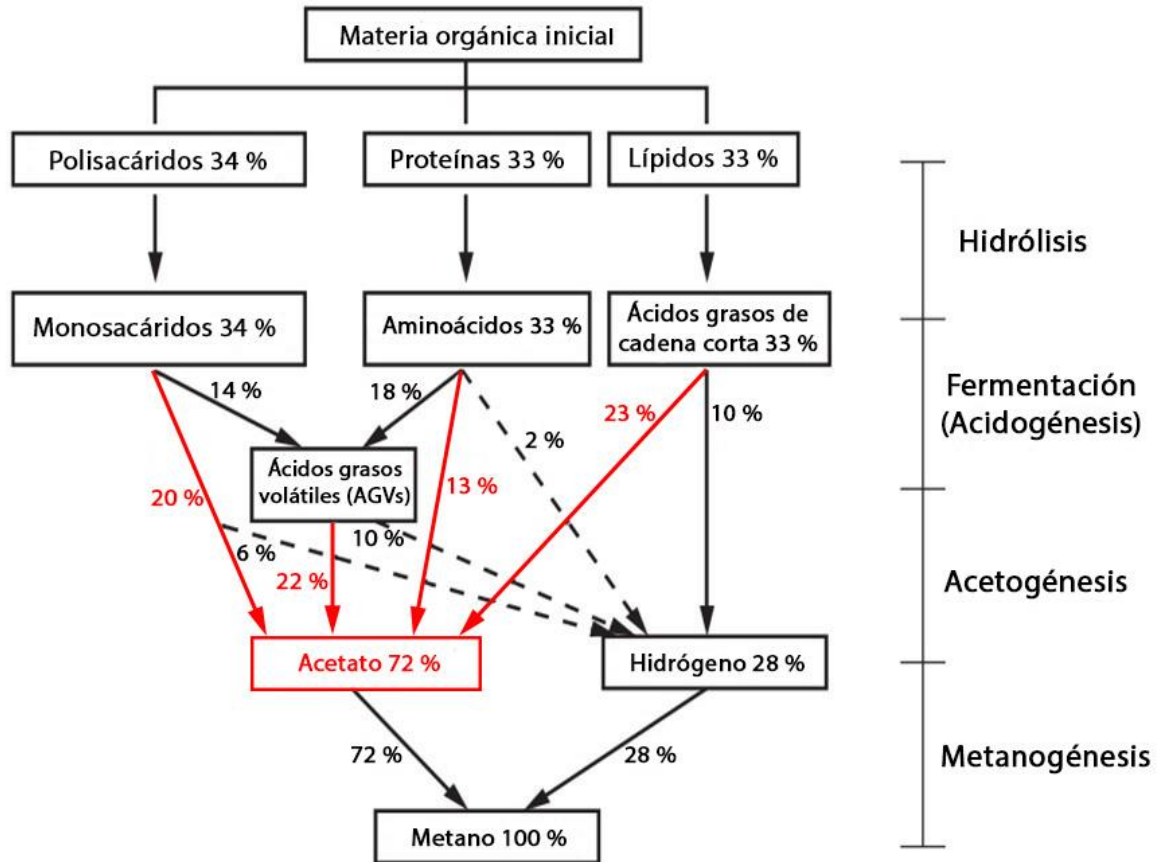 Materia orgánica inicial
Polisacáridos 34 %
Proteínas 33 %
Lípidos 33 %
Hidrólisis
Monosacáridos 34 %
Aminoácidos 33 %
Ácidos grasos de
cadena corta 33 %
14 %
18 %
23 %
10 %
2 %
Fermentación
(Acidogénesis)
Ácidos grasos
volátiles (AGVs)
20 %
13 %
6 %
10 %
22 %
Acetogénesis
Acetato 72 %
Hidrógeno 28 %
72 %
28 %
Metanogénesis
Metano 100 %